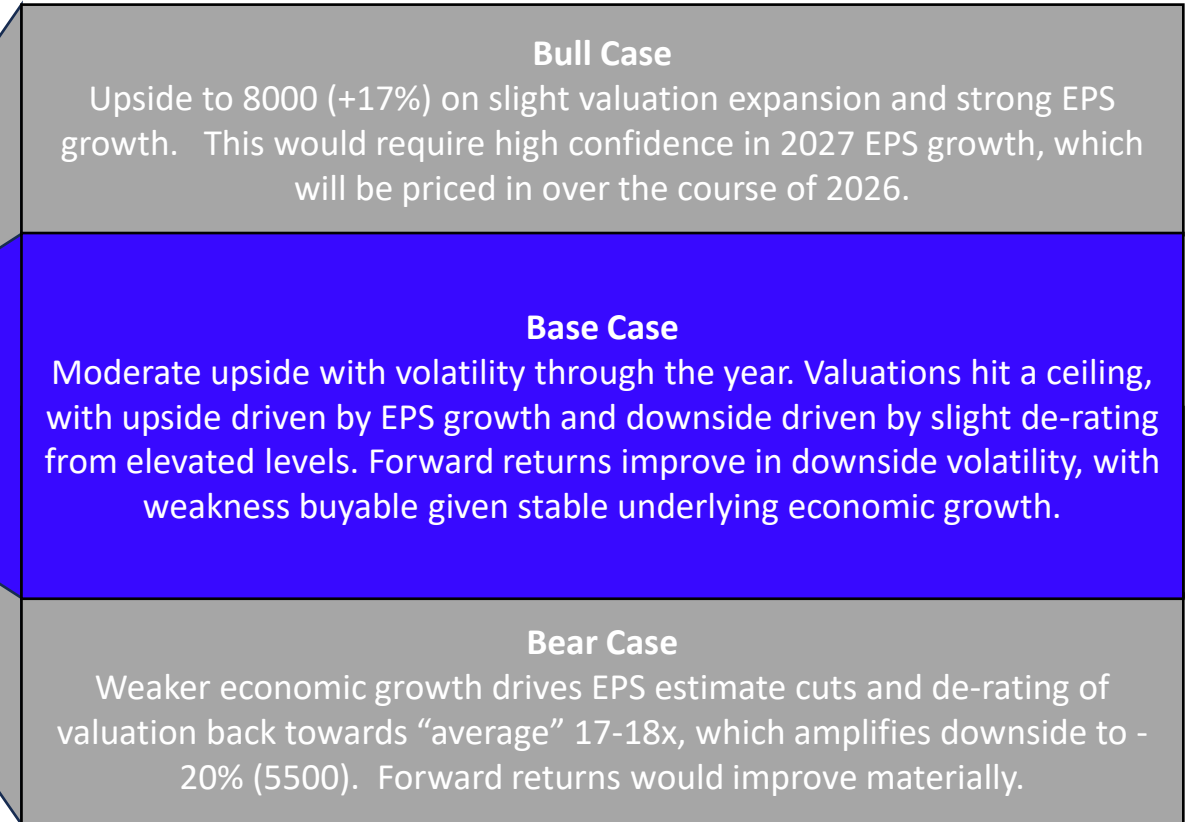 Bull Case
Upside to 8000 (+17%) on slight valuation expansion and strong EPS
growth.   This would require high confidence in 2027 EPS growth, which
will be priced in over the course of 2026.
Base Case
Moderate upside with volatility through the year. Valuations hit a ceiling,
with upside driven by EPS growth and downside driven by slight de-rating
from elevated levels. Forward returns improve in downside volatility, with
weakness buyable given stable underlying economic growth.
Bear Case
Weaker economic growth drives EPS estimate cuts and de-rating of
valuation back towards “average” 17-18x, which amplifies downside to -
20% (5500).  Forward returns would improve materially.